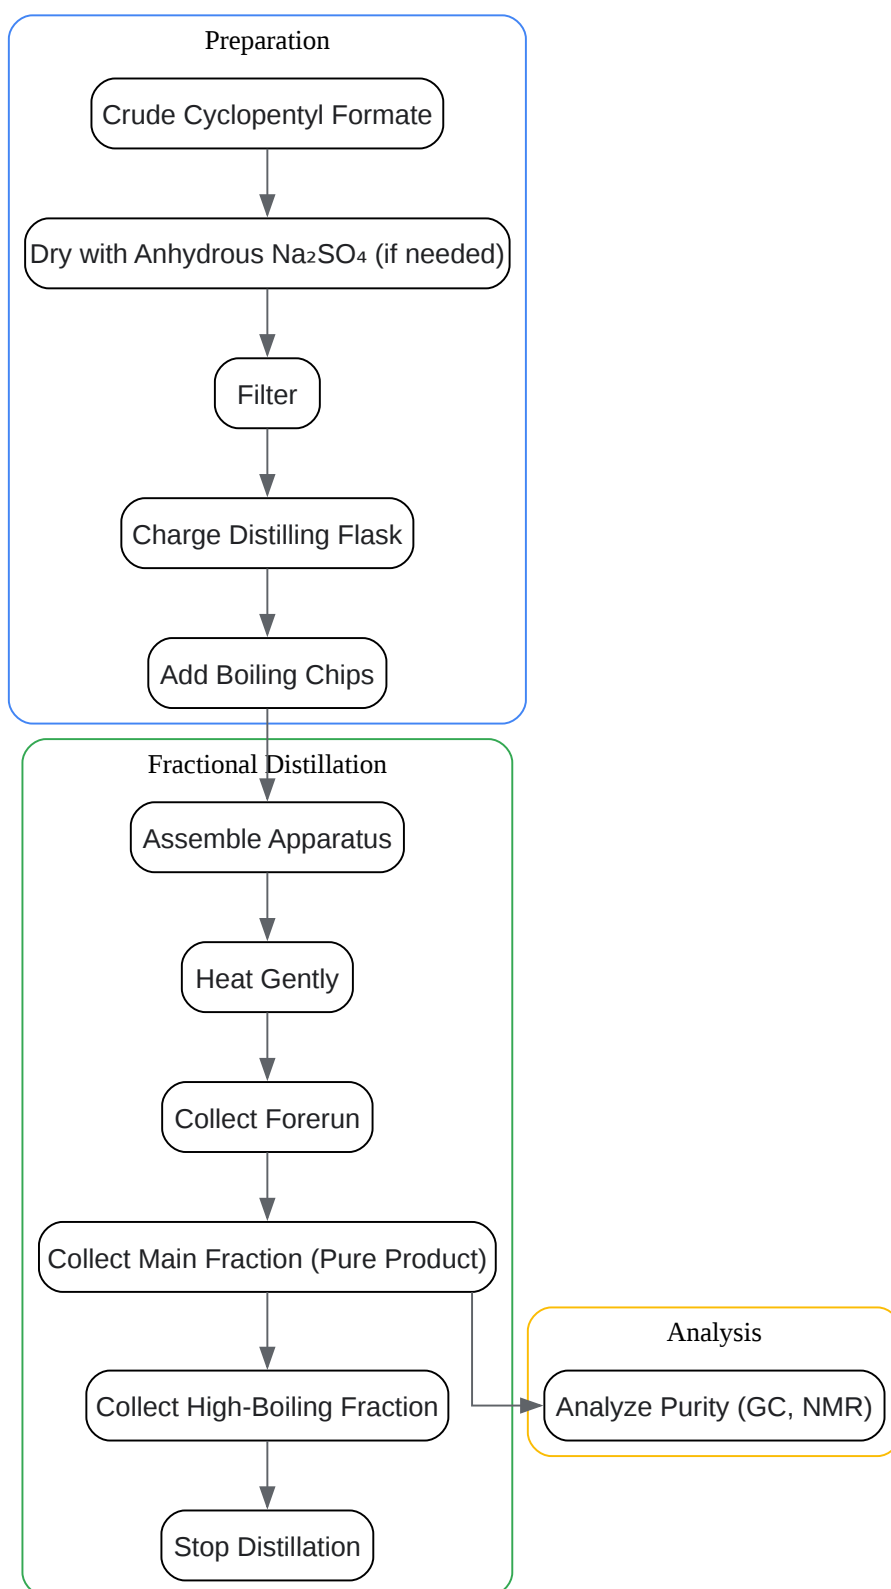 Preparation
Crude Cyclopentyl Formate
Dry with Anhydrous Na₂SO₄ (if needed)
Filter
Charge Distilling Flask
Add Boiling Chips
Fractional Distillation
Assemble Apparatus
Heat Gently
Collect Forerun
Collect Main Fraction (Pure Product)
Collect High-Boiling Fraction
Stop Distillation
Analysis
Analyze Purity (GC, NMR)